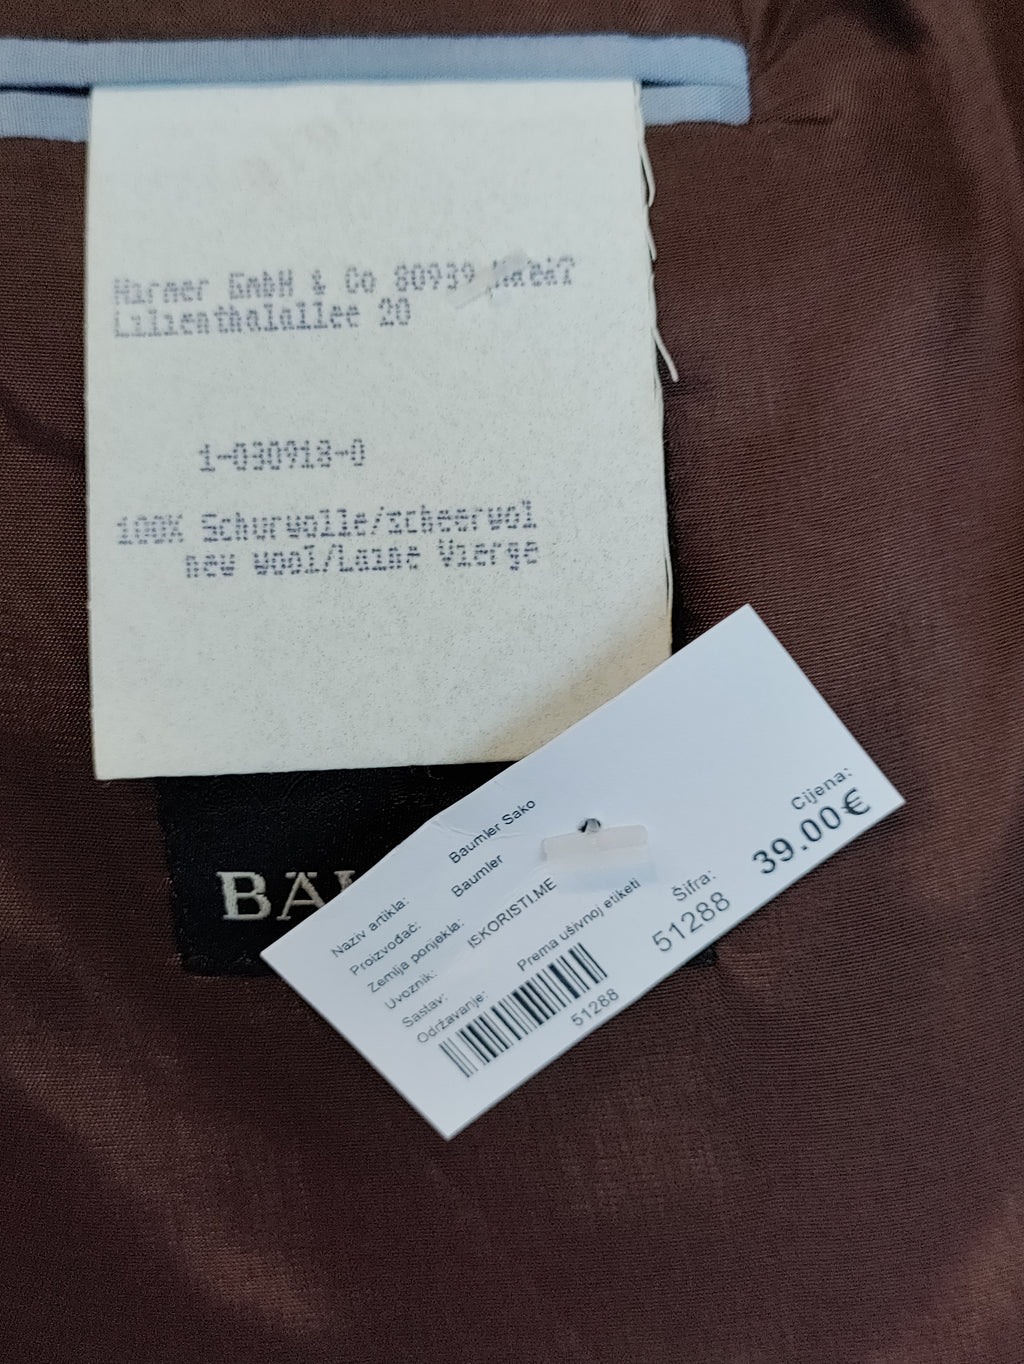 Hirmer GmbH & Co 80939
Lilienthalallee 20
1-030918-0
100% Schurwolle/scheerwol
new wool/Laine Vierge
BÄ
Naziv artikla: Baumler Sako
Proizvođač: Baumler
Zemlja porijekla:
Uvoznik: ISKORISTI.ME
Sastav:
Održavanje: Prema ušivnoj etiketi
51288
Šifra:
51288
Cijena:
39.00€